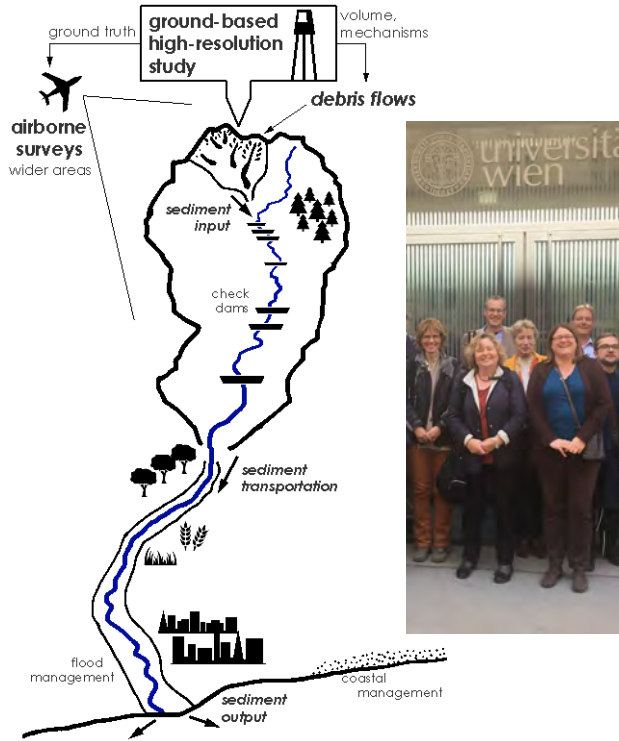 ground truth
ground-based
high-resolution
study
volume,
mechanisms
debris flows
airborne
surveys
wider areas
sediment
input
check
dams
sediment
transportation
flood
management
sediment
output
coastal
management
universitä
wien